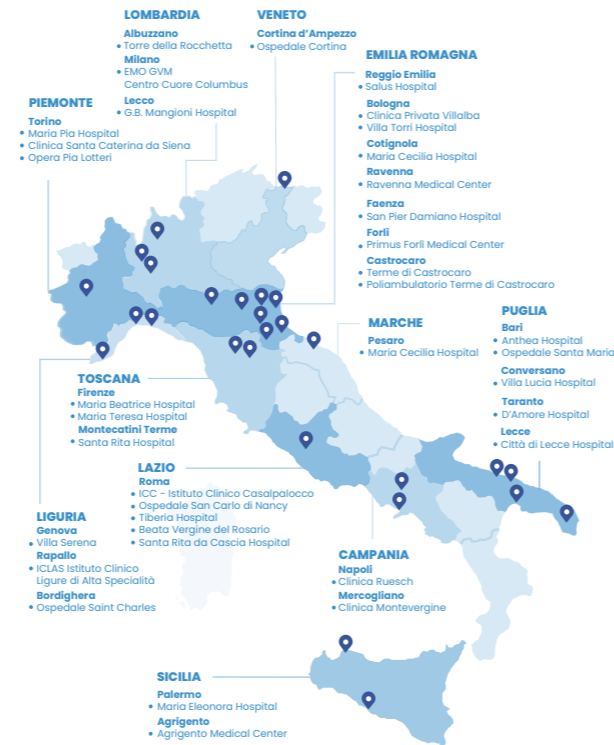 LOMBARDIA
Albuzzano
• Torre della Rocchetta
Milano
• EMO GVM
Centro Cuore Columbus
Lecco
• G.B. Mangioni Hospital
VENETO
Cortina d'Ampezzo
• Ospedale Cortina
EMILIA ROMAGNA
Reggio Emilia
• Salus Hospital
Bologna
• Clinica Privata Villalba
• Villa Torri Hospital
Cotignola
• Maria Cecilia Hospital
Ravenna
• Ravenna Medical Center
Faenza
• San Pier Damiano Hospital
Forlì
• Primus Forlì Medical Center
Castrocaro
• Terme di Castrocaro
• Poliambulatorio Terme di Castrocaro
PIEMONTE
Torino
• Maria Pia Hospital
• Clinica Santa Caterina da Siena
• Opera Pia Lotteri
MARCHE
Pesaro
• Maria Cecilia Hospital
PUGLIA
Bari
• Anthea Hospital
• Ospedale Santa Maria
Conversano
• Villa Lucia Hospital
Taranto
• D'Amore Hospital
Lecce
• Città di Lecce Hospital
TOSCANA
Firenze
• Maria Beatrice Hospital
• Maria Teresa Hospital
Montecatini Terme
• Santa Rita Hospital
LAZIO
Roma
• ICC - Istituto Clinico Casalpalocco
• Ospedale San Carlo di Nancy
• Tiberia Hospital
• Beata Vergine del Rosario
• Santa Rita da Cascia Hospital
LIGURIA
Genova
• Villa Serena
Rapallo
• ICLAS Istituto Clinico
Ligure di Alta Specialità
Bordighera
• Ospedale Saint Charles
CAMPANIA
Napoli
• Clinica Ruesch
Mercogliano
• Clinica Montevergine
SICILIA
Palermo
• Maria Eleonora Hospital
Agrigento
• Agrigento Medical Center